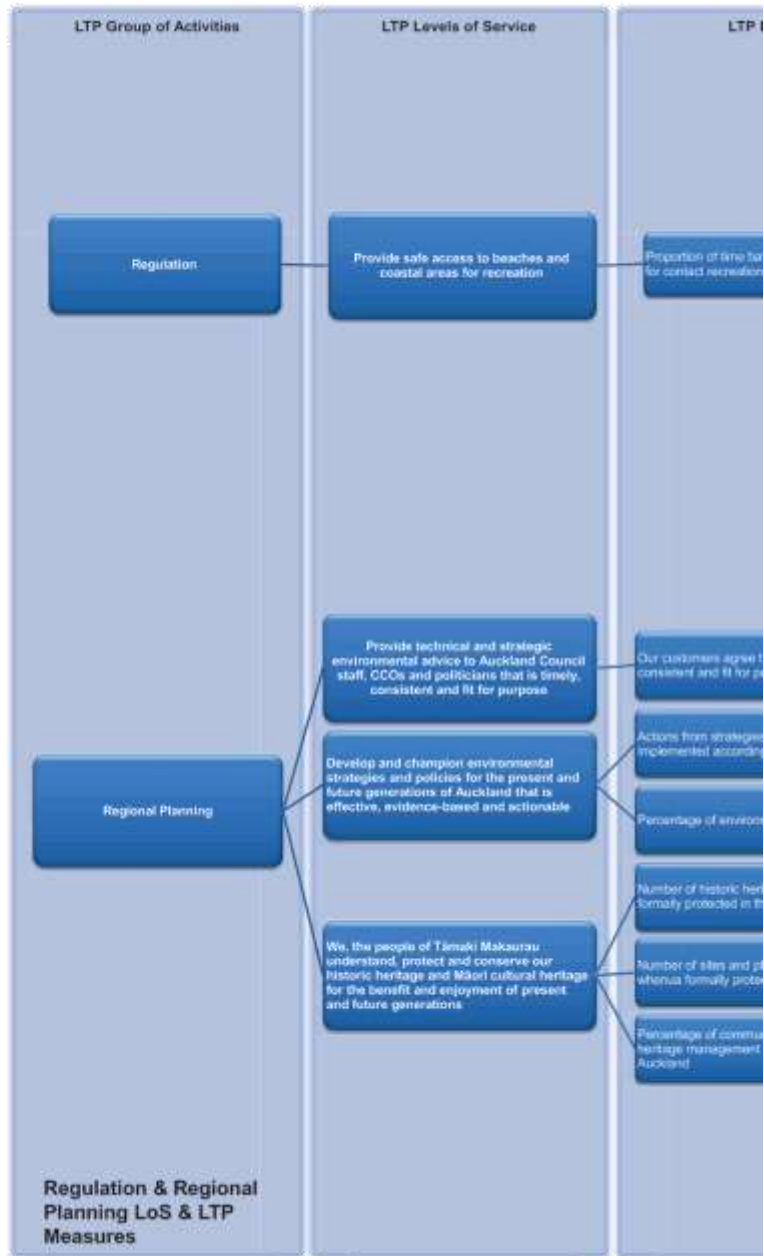 LTP Group of Activities
LTP Levels of Service
LTP
Regulation
Provide safe access to beaches and
coastal areas for recreation
Proportion of time
for contact recreation
Provide technical and strategic
environmental advice to Auckland Council
staff, CCOs and politicians that is timely,
consistent and fit for purpose
Our customers agree
consistent and fit for
Regional Planning
Develop and champion environmental
strategies and policies for the present and
future generations of Auckland that is
effective, evidence-based and actionable
Actions from strategies
implemented according
Percentage of
We, the people of Tāmaki Makaurau
understand, protect and conserve our
historic heritage and Māori cultural heritage
for the benefit and enjoyment of present
and future generations
Number of historic
formally protected in
Number of sites and
whenua formally
Percentage of
heritage management
Auckland
Regulation & Regional
Planning LoS & LTP
Measures